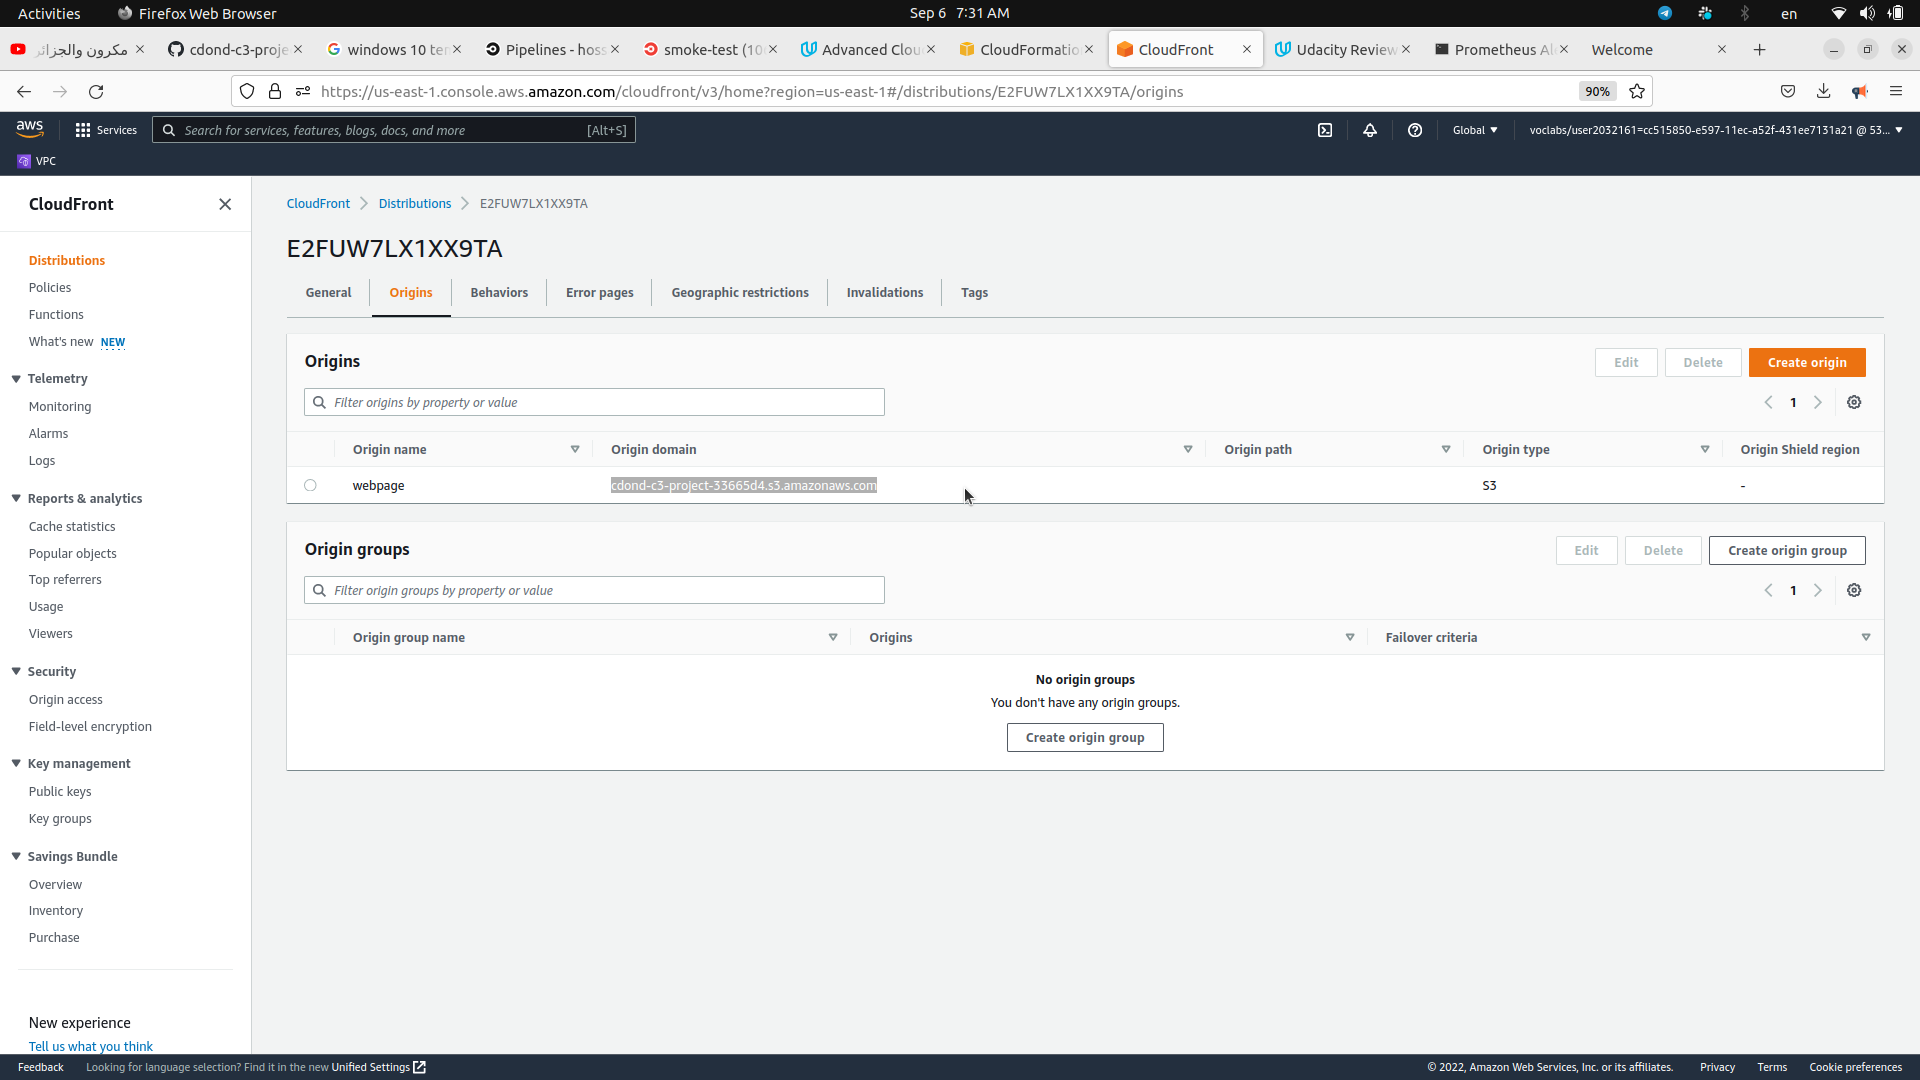 Activities
Firefox Web Browser
Sep 6 7:31 AM
en
مكرون والجزائر
cdond-c3-proje
windows 10 ter
Pipelines - hoss
smoke-test (10
Advanced Clou
CloudFormatio
CloudFront
Udacity Review
Prometheus Al
Welcome
https://us-east-1.console.aws.amazon.com/cloudfront/v3/home?region=us-east-1#/distributions/E2FUW7LX1XX9TA/origins
90%
aws
Services
Search for services, features, blogs, docs, and more
[Alt+S]
Global
voclabs/user2032161=cc515850-e597-11ec-a52f-431ee7131a21 @ 53...
VPC
CloudFront
Distributions
Policies
Functions
What's new NEW
Telemetry
Monitoring
Alarms
Logs
Reports & analytics
Cache statistics
Popular objects
Top referrers
Usage
Viewers
Security
Origin access
Field-level encryption
Key management
Public keys
Key groups
Savings Bundle
Overview
Inventory
Purchase
New experience
Tell us what you think
CloudFront
Distributions
E2FUW7LX1XX9TA
E2FUW7LX1XX9TA
General
Origins
Behaviors
Error pages
Geographic restrictions
Invalidations
Tags
Origins
Edit
Delete
Create origin
Filter origins by property or value
1
Origin name
Origin domain
Origin path
Origin type
Origin Shield region
webpage
cdond-c3-project-33665d4.s3.amazonaws.com
S3
-
Origin groups
Edit
Delete
Create origin group
Filter origin groups by property or value
1
Origin group name
Origins
Failover criteria
No origin groups
You don't have any origin groups.
Create origin group
Feedback
Looking for language selection? Find it in the new Unified Settings
© 2022, Amazon Web Services, Inc. or its affiliates.
Privacy
Terms
Cookie preferences